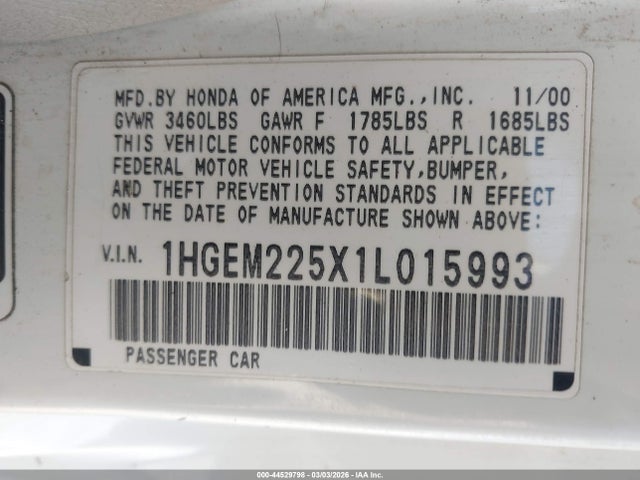 MFD.BY HONDA OF AMERICA MFG.,INC. 11/00
GVWR 3460LBS GAWR F 1785LBS R 1685LBS
THIS VEHICLE CONFORMS TO ALL APPLICABLE
FEDERAL MOTOR VEHICLE SAFETY,BUMPER,
AND THEFT PREVENTION STANDARDS IN EFFECT
ON THE DATE OF MANUFACTURE SHOWN ABOVE:
V.I.N. 1HGEM225X1L015993
PASSENGER CAR
000-44529798 - 03/03/2026 - IAA Corp.